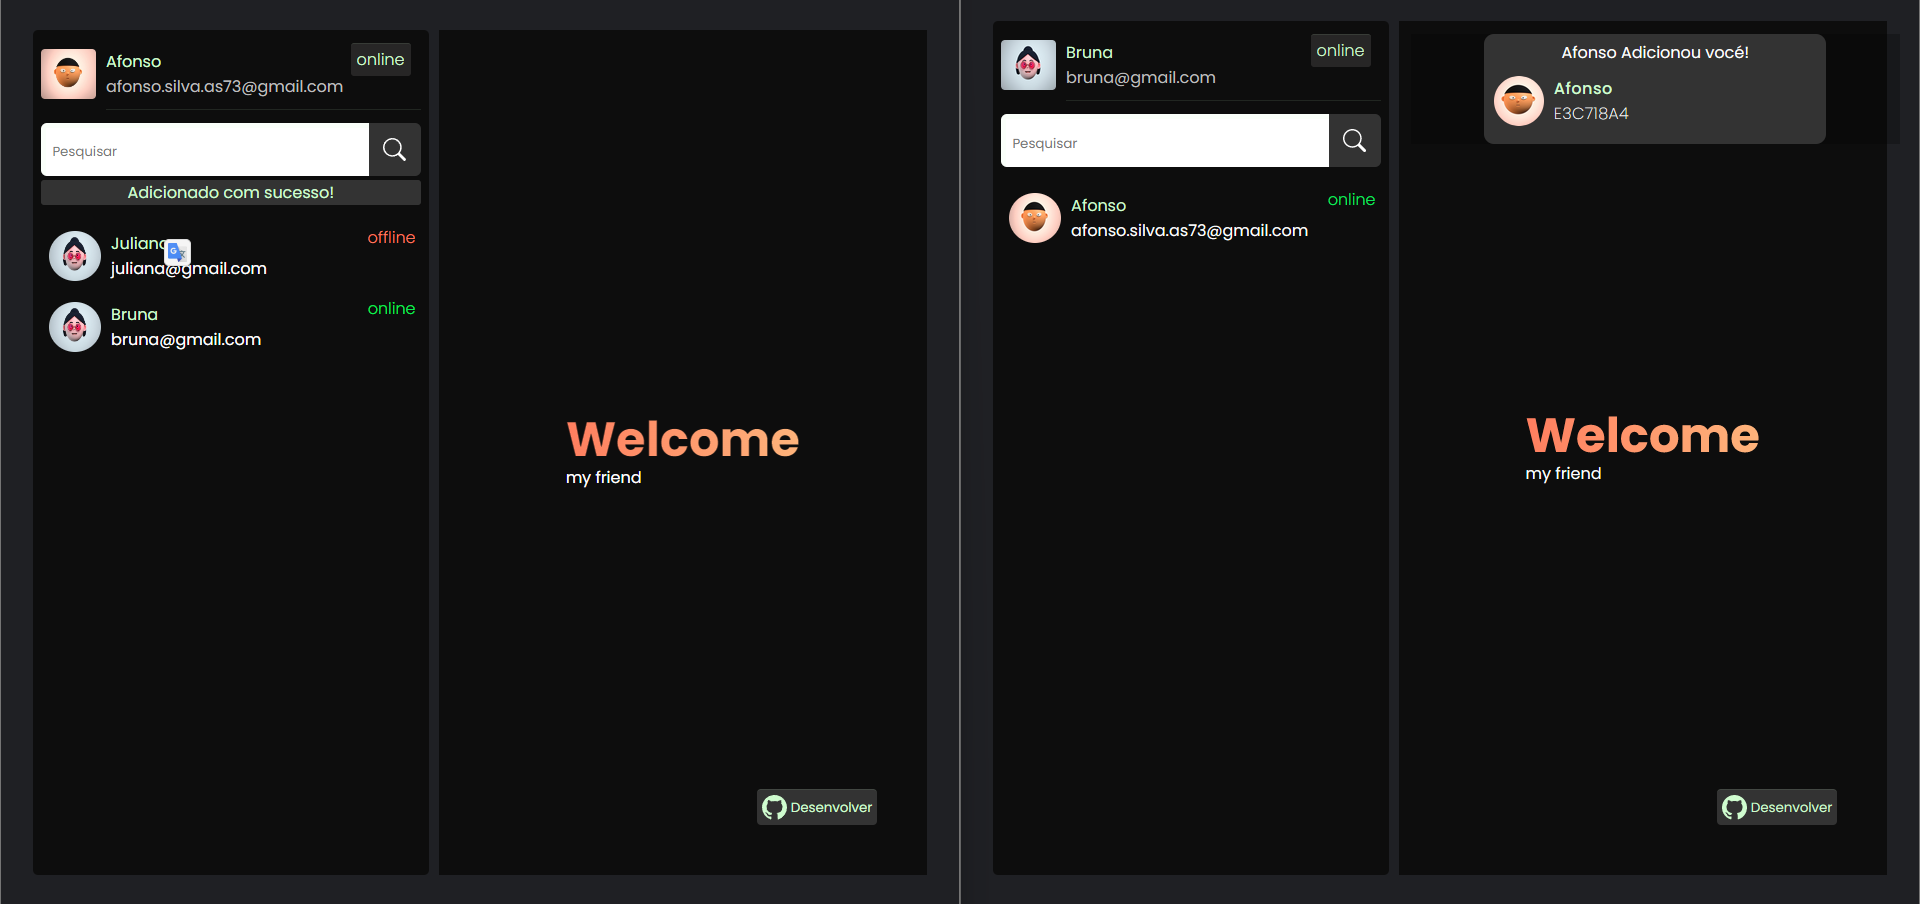 Afonso
online
afonso.silva.as73@gmail.com
Pesquisar
Adicionado com sucesso!
Juliana
offline
juliana@gmail.com
Bruna
online
bruna@gmail.com
Welcome
my friend
Desenvolver
Bruna
online
bruna@gmail.com
Pesquisar
Afonso
online
afonso.silva.as73@gmail.com
Afonso Adicionou você!
Afonso
E3C718A4
Welcome
my friend
Desenvolver